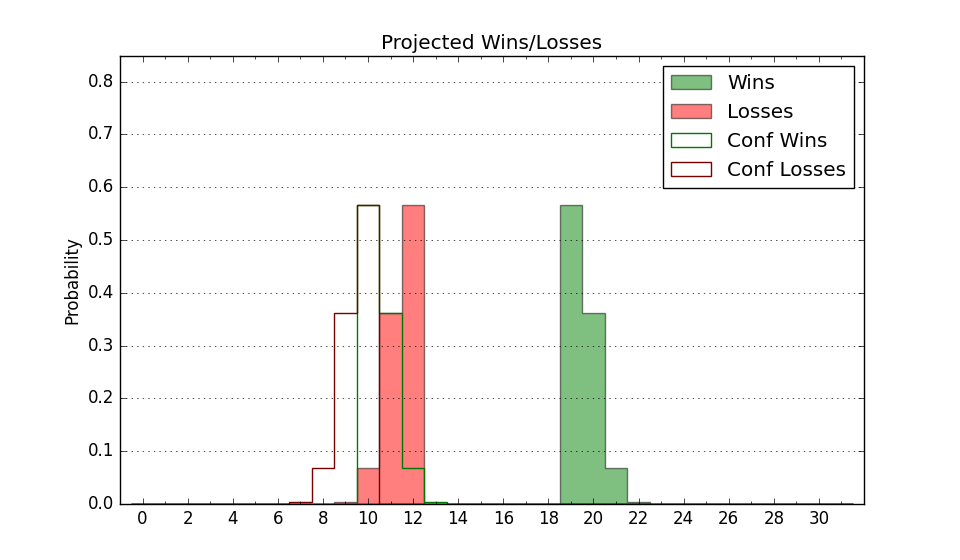 Projected Wins/Losses
Wins
Losses
Conf Wins
Conf Losses
Probability
0.8
0.7
0.6
0.5
0.4
0.3
0.2
0.1
0.0
0 2 4 6 8 10 12 14 16 18 20 22 24 26 28 30